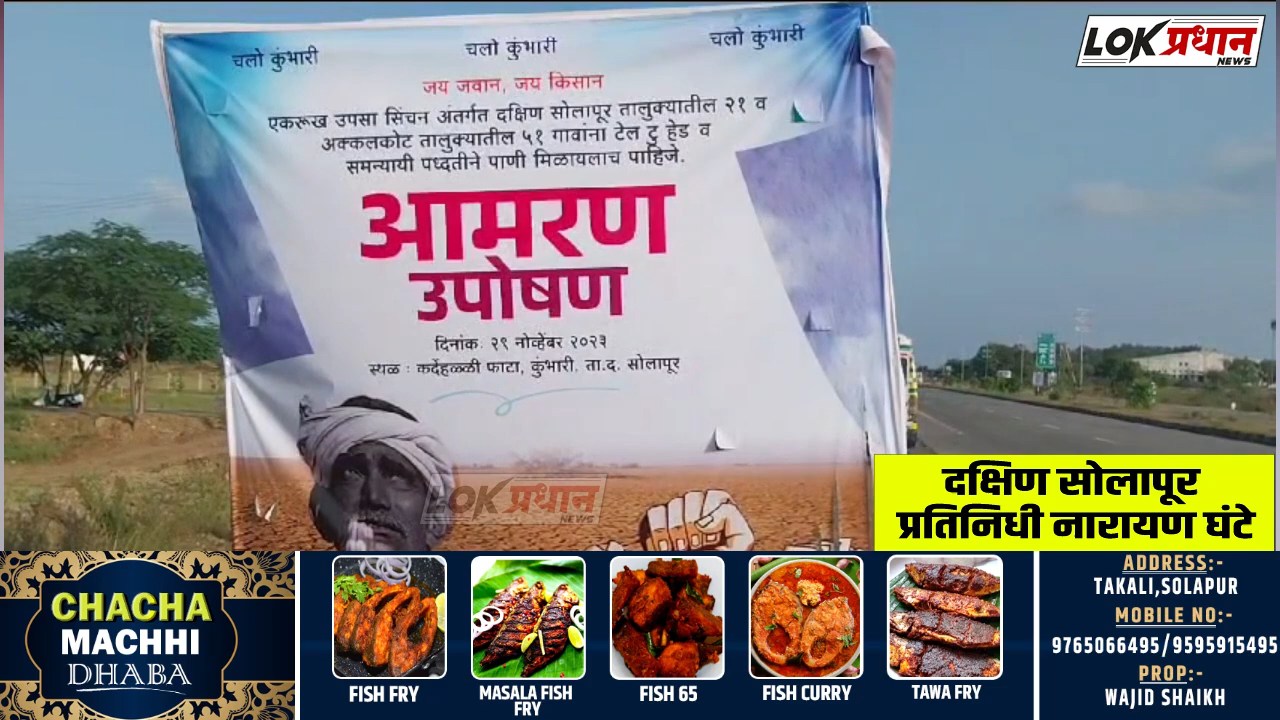 चलो कुंभारी चलो कुंभारी चलो कुंभारी
जय जवान, जय किसान
एकरूख उपसा सिंचन अंतर्गत दक्षिण सोलापूर तालुक्यातील २१ व
अक्कलकोट तालुक्यातील ५१ गावांना टेल टु हेड व
समन्यायी पध्दतीने पाणी मिळायलाच पाहिजे.
आमरण
उपोषण
दिनांक : २९ नोव्हेंबर २०२३
स्थळ : कर्देहळ्ळी फाटा, कुंभारी, ता.द. सोलापूर
LOK प्रधान
NEWS
LOK प्रधान
NEWS
दक्षिण सोलापूर
प्रतिनिधी नारायण घंटे
CHACHA
MACHHI
DHABA
FISH FRY
MASALA FISH
FRY
FISH 65
FISH CURRY
TAWA FRY
ADDRESS:-
TAKALI,SOLAPUR
MOBILE NO:-
9765066495/9595915495
PROP:-
WAJID SHAIKH